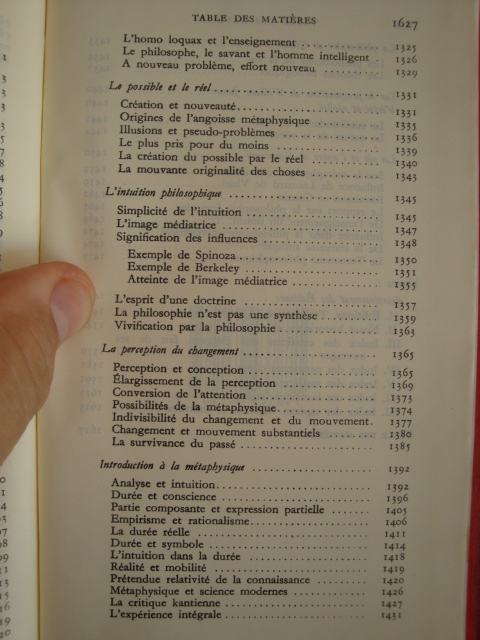 TABLE DES MATIÈRES 1627
L'homo loquax et l'enseignement 1325
Le philosophe, le savant et l'homme intelligent 1326
A nouveau problème, effort nouveau 1329
Le possible et le réel 1331
Création et nouveauté 1331
Origines de l'angoisse métaphysique 1335
Illusions et pseudo-problèmes 1336
Le plus pris pour du moins 1339
La création du possible par le réel 1340
La mouvante originalité des choses 1343
L'intuition philosophique 1345
Simplicité de l'intuition 1345
L'image médiatrice 1347
Signification des influences 1348
Exemple de Spinoza 1350
Exemple de Berkeley 1351
Atteinte de l'image médiatrice 1355
L'esprit d'une doctrine 1357
La philosophie n'est pas une synthèse 1359
Vivification par la philosophie 1363
La perception du changement 1365
Perception et conception 1365
Élargissement de la perception 1369
Conversion de l'attention 1373
Possibilités de la métaphysique 1374
Indivisibilité du changement et du mouvement 1377
Changement et mouvement substantiels 1380
La survivance du passé 1385
Introduction à la métaphysique 1392
Analyse et intuition 1392
Durée et conscience 1396
Partie composante et expression partielle 1405
Empirisme et rationalisme 1406
La durée réelle 1411
Durée et symbole 1414
L'intuition dans la durée 1418
Réalité et mobilité 1419
Prétendue relativité de la connaissance 1420
Métaphysique et science modernes 1426
La critique kantienne 1427
L'expérience intégrale 1431